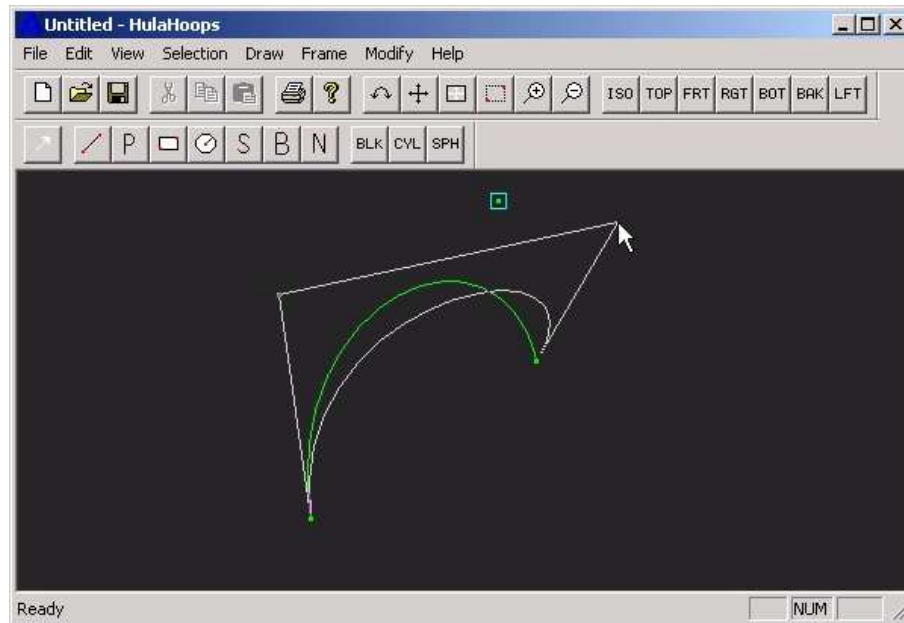 Untitled - HulaHoops
File Edit View Selection Draw Frame Modify Help
ISO TOP FRT RGT BOT BAK LFT
P S B N BLK CYL SPH
Ready NUM